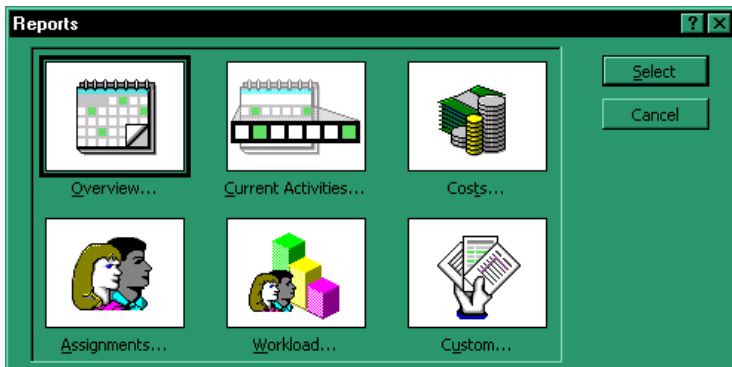 Reports
Select
Cancel
Overview...
Current Activities...
Costs...
Assignments...
Workload...
Custom...